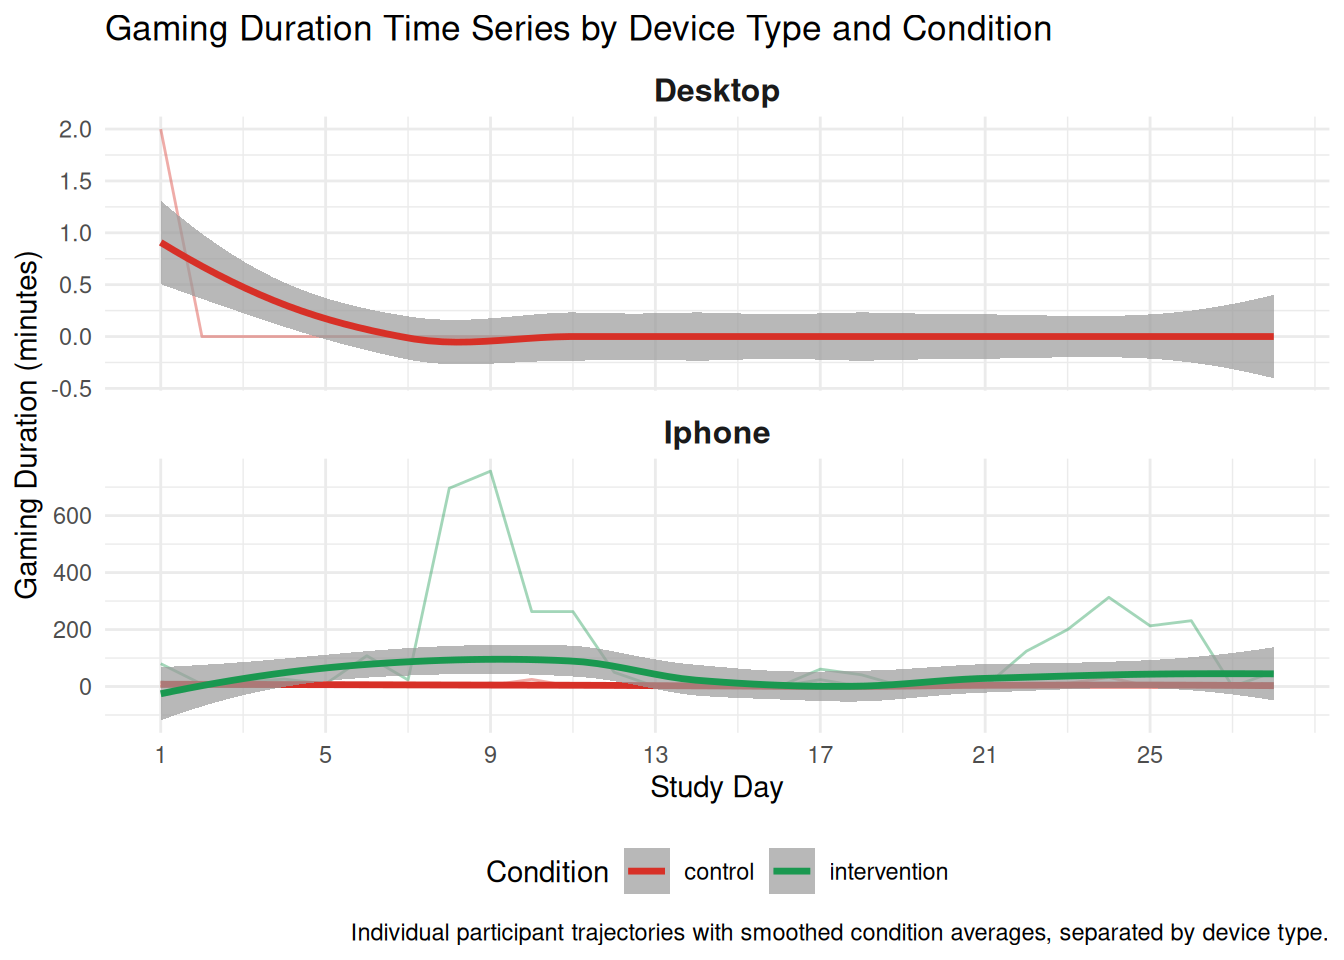 Gaming Duration Time Series by Device Type and Condition
Desktop
2.0
1.5
1.0
0.5
0.0
-0.5
Gaming Duration (minutes)
Iphone
600
400
200
0
1 5 9 13 17 21 25
Study Day
Condition control intervention
Individual participant trajectories with smoothed condition averages, separated by device type.